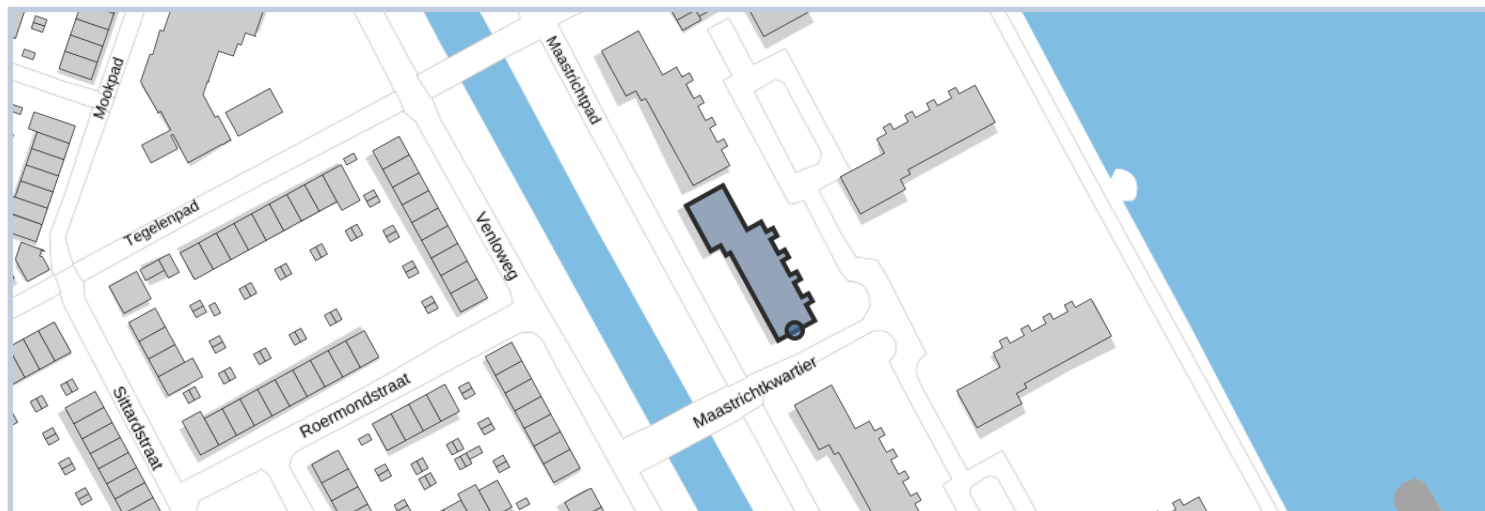 Mookpad
Maastrichtpad
Tegelenpad
Venloweg
Maastrichtkwartier
Roermondstraat
Sittardstraat